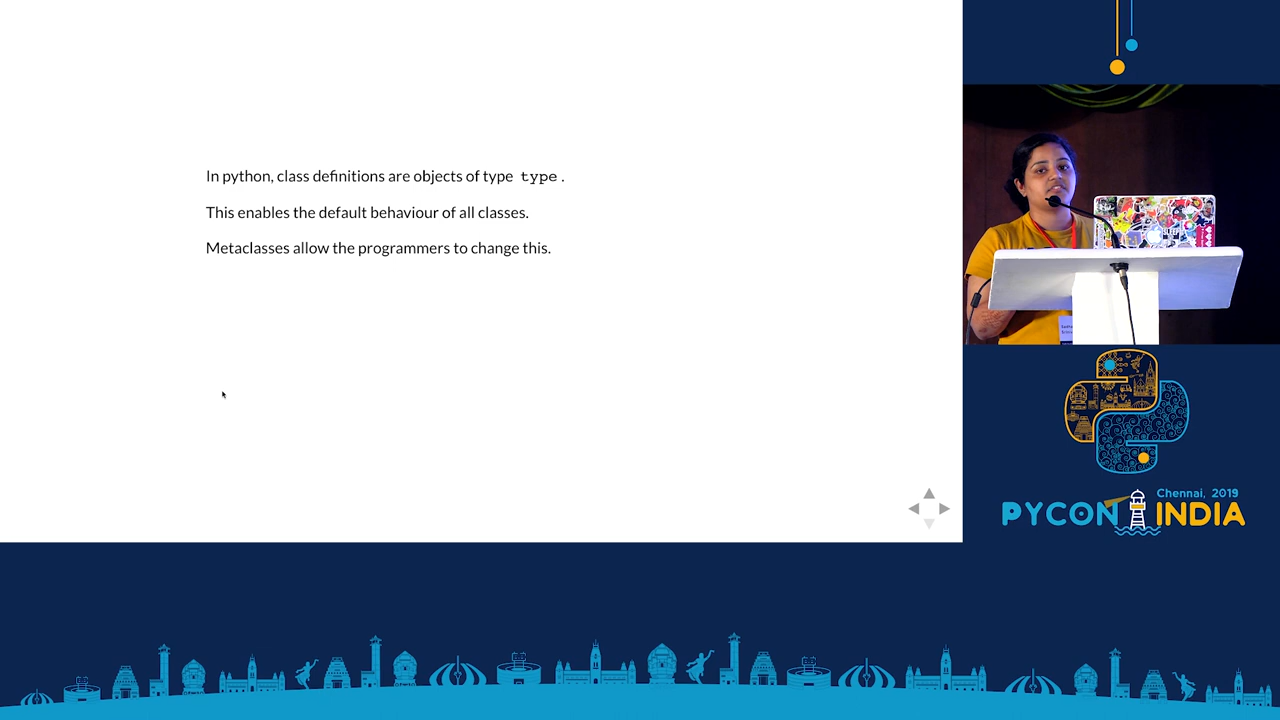 In python, class definitions are objects of type type .
This enables the default behaviour of all classes.
Metaclasses allow the programmers to change this.
Chennai, 2019
PYCON INDIA